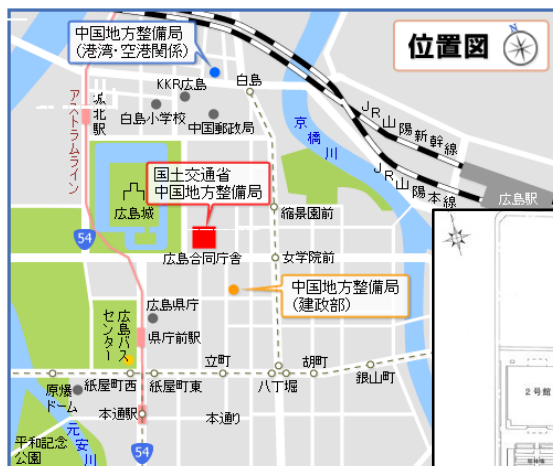 中国地方整備局
(港湾・空港関係)
位置図
N
KKR広島
白島
城北駅
白島小学校
中国郵政局
アストラムライン
京橋川
JR山陽新幹線
JR山陽本線
広島駅
国土交通省
中国地方整備局
広島城
縮景園前
54
広島合同庁舎
女学院前
中国地方整備局
(建政部)
広島県庁
広島バス
センター
県庁前駅
立町
胡町
紙屋町西
紙屋町東
八丁堀
銀山町
原爆
ドーム
本通駅
本通り
元安川
平和記念
公園
54
2号館